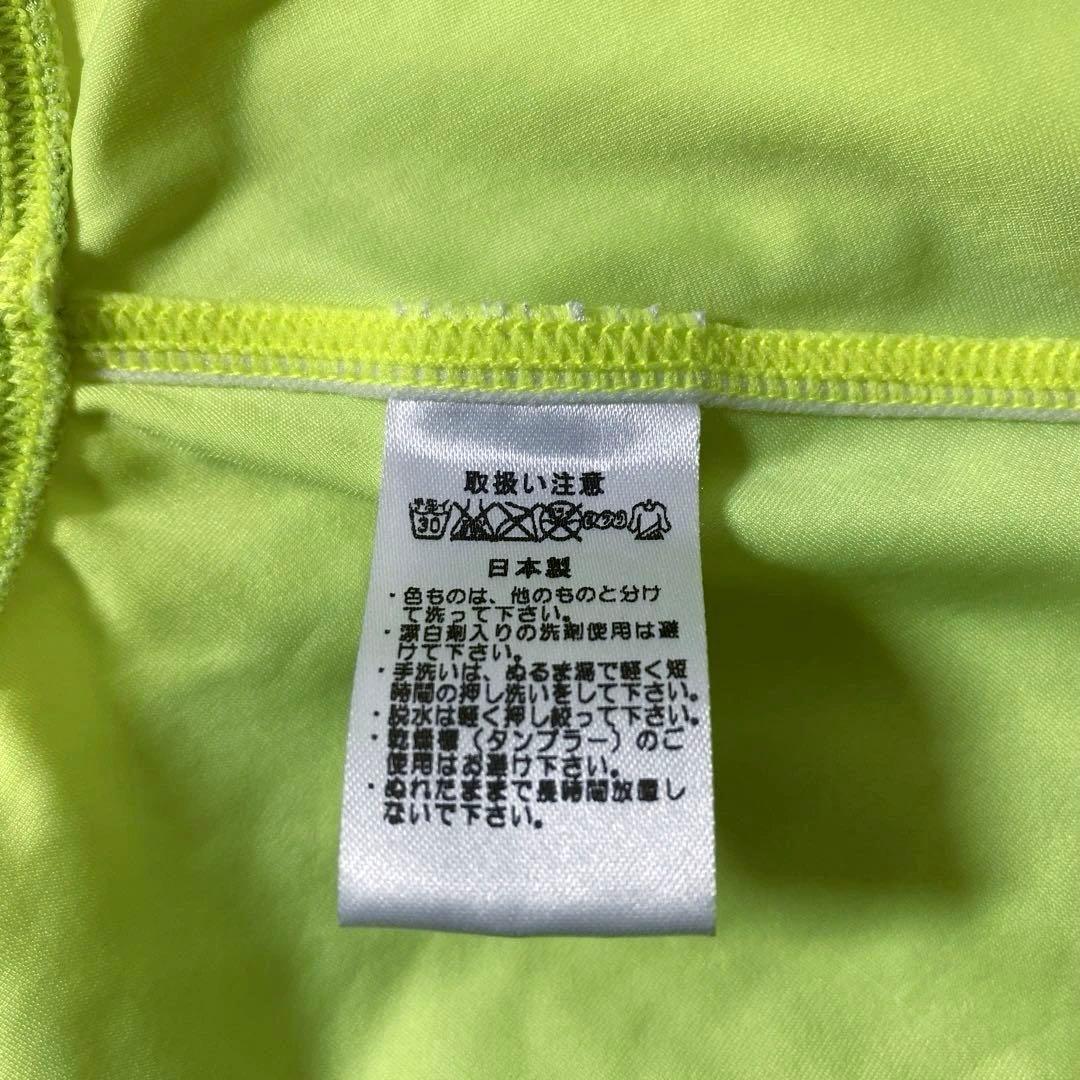 取扱い注意
手洗イ
30
日本製
・色ものは、他のものと分け
て洗って下さい。
・漂白剤入りの洗剤使用は避
けて下さい。
・手洗いは、ぬるま湯で軽く短
時間の押し洗いをして下さい。
・脱水は軽く押し絞って下さい。
・乾燥機（タンブラー）のご
使用はお避け下さい。
・ぬれたままで長時間放置し
ないで下さい。